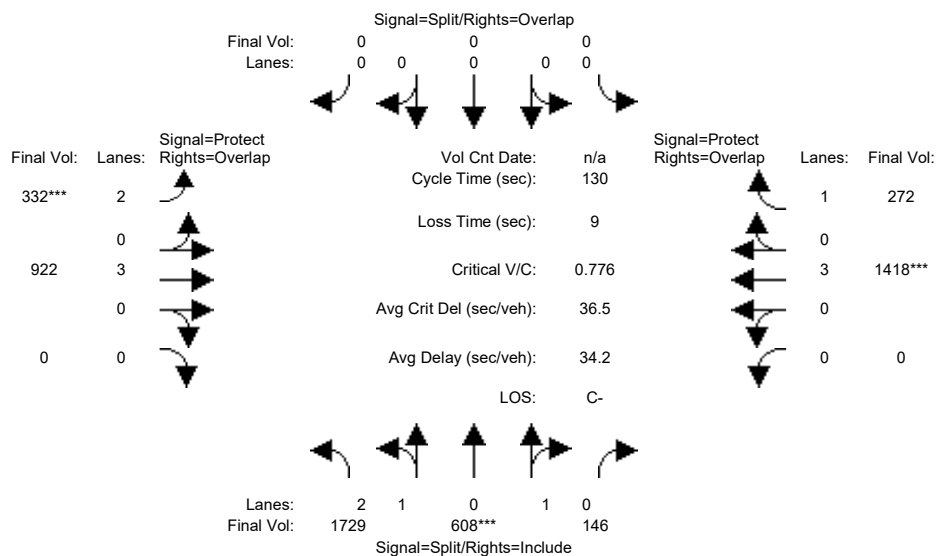 Signal=Split/Rights=Overlap
Final Vol: 0 0 0
Lanes: 0 0 0 0 0
Signal=Protect Signal=Protect
Final Vol: Lanes: Rights=Overlap Vol Cnt Date: n/a Rights=Overlap Lanes: Final Vol:
Cycle Time (sec): 130
332*** 2 1 272
Loss Time (sec): 9
0 0
922 3 Critical V/C: 0.776 3 1418***
0 Avg Crit Del (sec/veh): 36.5 0
0 0 Avg Delay (sec/veh): 34.2 0 0
LOS: C-
Lanes: 2 1 0 1 0
Final Vol: 1729 608*** 146
Signal=Split/Rights=Include